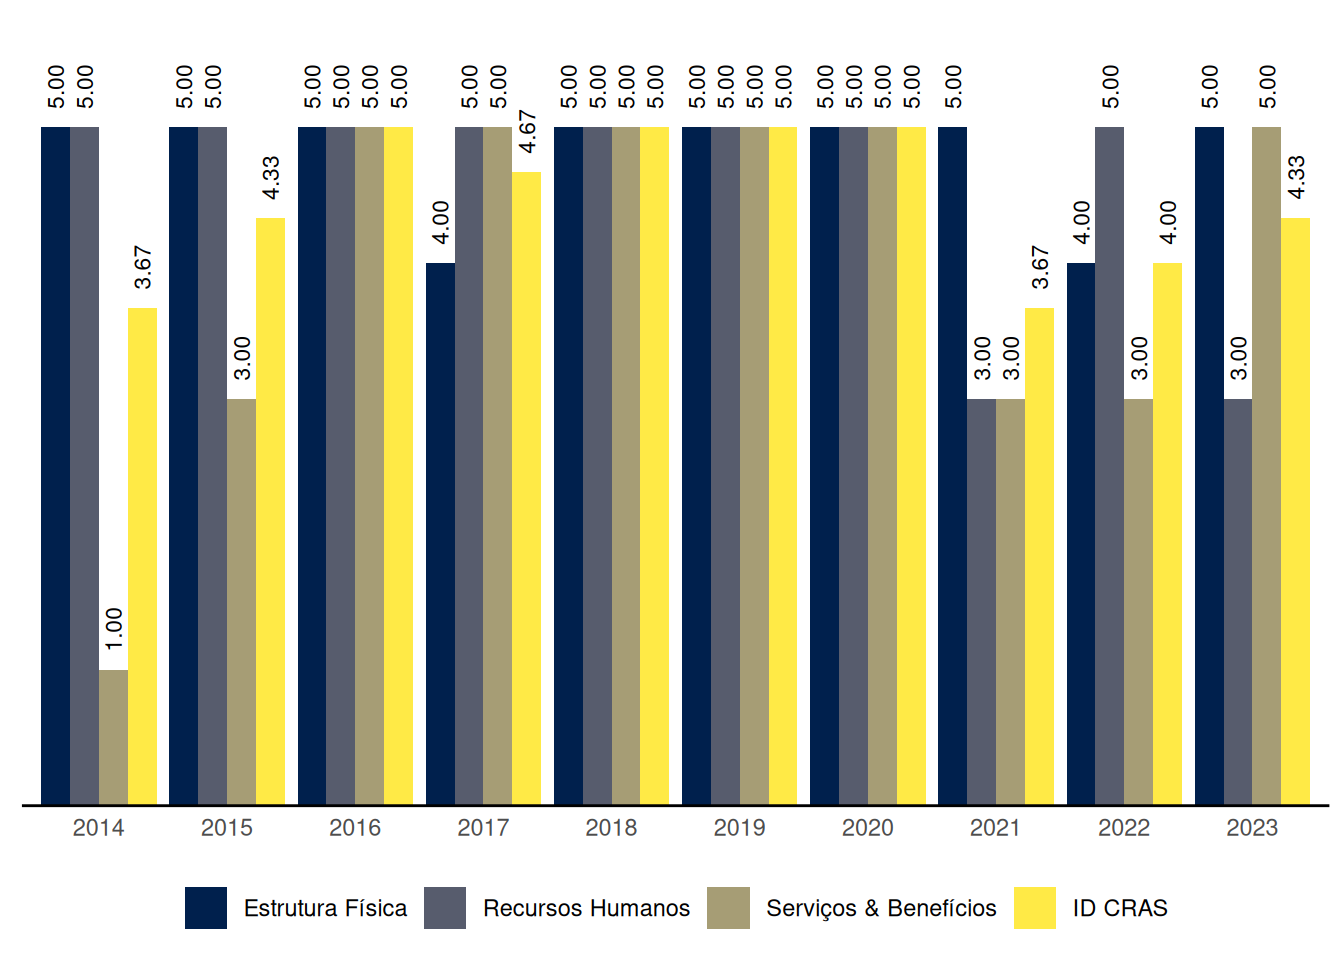 5.00 5.00 1.00 3.67
5.00 5.00 3.00 4.33
5.00 5.00 5.00 5.00
4.00 5.00 5.00 4.67
5.00 5.00 5.00 5.00
5.00 5.00 5.00 5.00
5.00 5.00 5.00 5.00
5.00 3.00 3.00 3.67
4.00 5.00 3.00 4.00
5.00 3.00 5.00 4.33
2014 2015 2016 2017 2018 2019 2020 2021 2022 2023
Estrutura Física Recursos Humanos Serviços & Benefícios ID CRAS